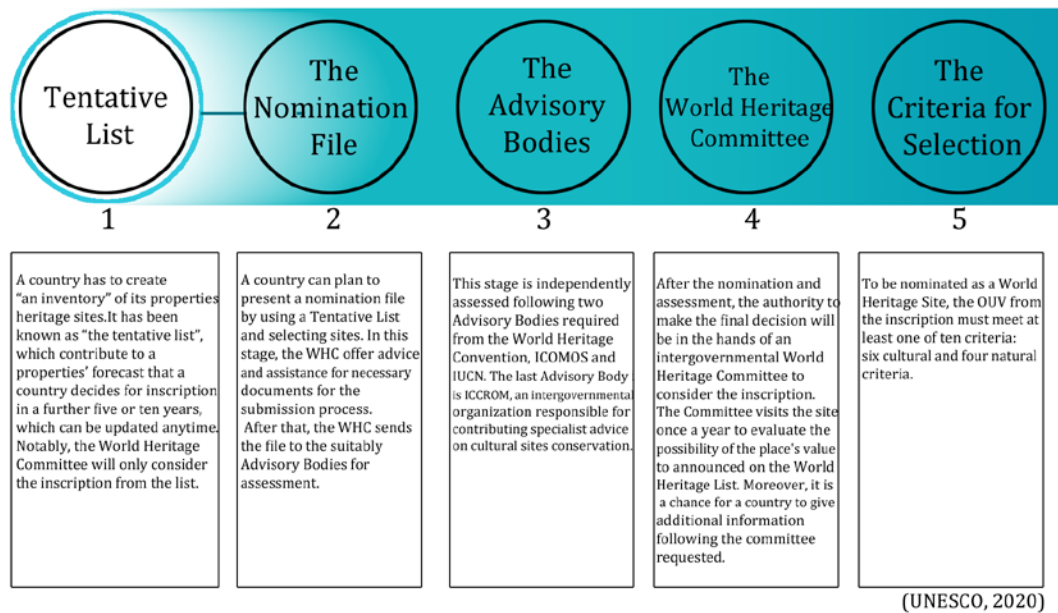 Tentative
List
The
Nomination
File
The
Advisory
Bodies
The
World Heritage
Committee
The
Criteria for
Selection
1
2
3
4
5
A country has to create
“an inventory” of its properties
heritage sites.It has been
known as “the tentative list”,
which contribute to a
properties’ forecast that a
country decides for inscription
in a further five or ten years,
which can be updated anytime.
Notably, the World Heritage
Committee will only consider
the inscription from the list.
A country can plan to
present a nomination file
by using a Tentative List
and selecting sites. In this
stage, the WHC offer advice
and assistance for necessary
documents for the
submission process.
After that, the WHC sends
the file to the suitably
Advisory Bodies for
assessment.
This stage is independently
assessed following two
Advisory Bodies required
from the World Heritage
Convention, ICOMOS and
IUCN. The last Advisory Body
is ICCROM, an intergovernmental
organization responsible for
contributing specialist advice
on cultural sites conservation.
After the nomination and
assessment, the authority to
make the final decision will
be in the hands of an
intergovernmental World
Heritage Committee to
consider the inscription.
The Committee visits the site
once a year to evaluate the
possibility of the place’s value
to announced on the World
Heritage List. Moreover, it is
a chance for a country to give
additional information
following the committee
requested.
To be nominated as a World
Heritage Site, the OUV from
the inscription must meet at
least one of ten criteria:
six cultural and four natural
criteria.
(UNESCO, 2020)